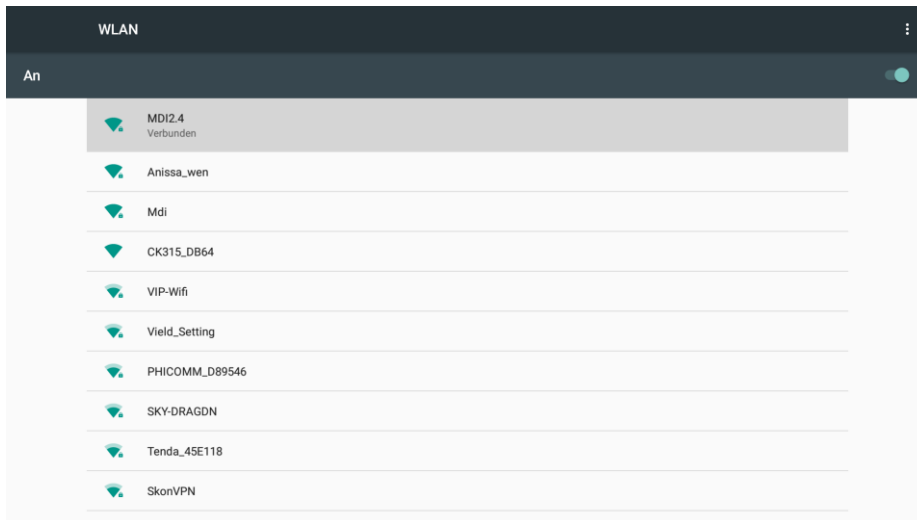 WLAN
An
MDI2.4
Verbunden
Anissa_wen
Mdi
CK315_DB64
VIP-Wifi
Vield_Setting
PHICOMM_D89546
SKY-DRAGDN
Tenda_45E118
SkonVPN